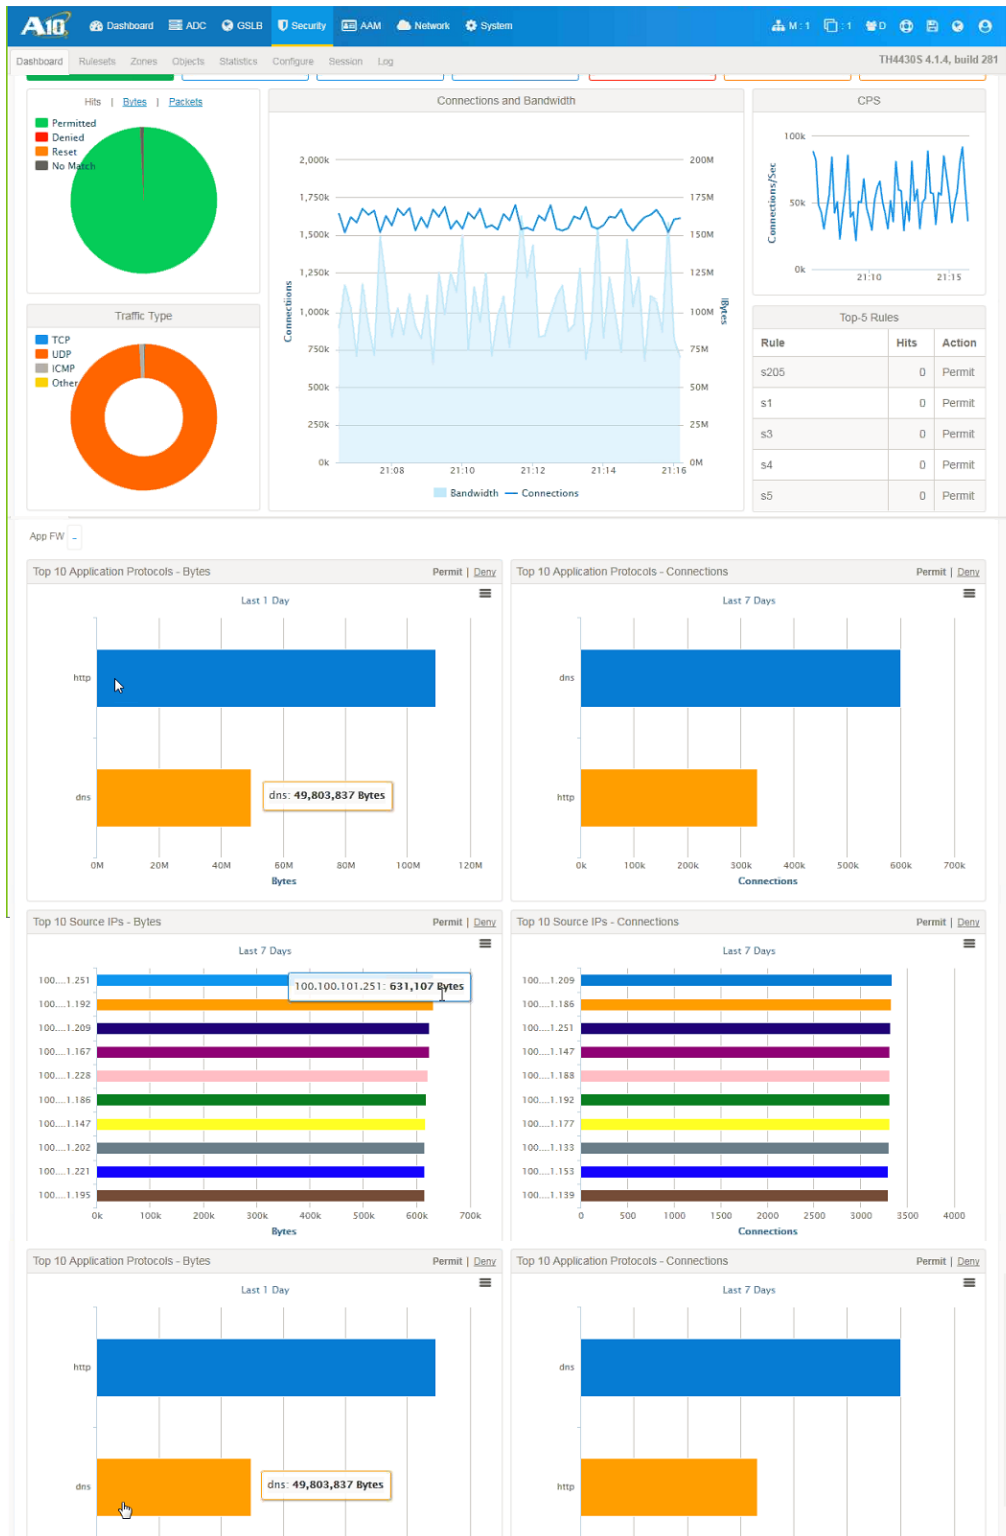 A10 Dashboard ADC GSLB Security AAM Network System M: 1 : 1 D
Dashboard Rulesets Zones Objects Statistics Configure Session Log TH4430S 4.1.4, build 281
Hits | Bytes | Packets
Permitted
Denied
Reset
No Match
Traffic Type
TCP
UDP
ICMP
Other
Connections and Bandwidth
2,000k
1,750k
1,500k
1,250k
1,000k
750k
500k
250k
0k
Connections
200M
175M
150M
125M
100M
75M
50M
25M
0M
iBytes
21:08 21:10 21:12 21:14 21:16
Bandwidth Connections
CPS
100k
50k
0k
Connections/Sec
21:10 21:15
Top-5 Rules
Rule Hits Action
s205 0 Permit
s1 0 Permit
s3 0 Permit
s4 0 Permit
s5 0 Permit
App FW -
Top 10 Application Protocols - Bytes Permit | Deny
Last 1 Day
http
dns
dns: 49,803,837 Bytes
0M 20M 40M 60M 80M 100M 120M
Bytes
Top 10 Application Protocols - Connections Permit | Deny
Last 7 Days
dns
http
0k 100k 200k 300k 400k 500k 600k 700k
Connections
Top 10 Source IPs - Bytes Permit | Deny
Last 7 Days
100....1.251
100.100.101.251: 631,107 Bytes
100....1.192
100....1.209
100....1.167
100....1.228
100....1.186
100....1.147
100....1.202
100....1.221
100....1.195
0k 100k 200k 300k 400k 500k 600k 700k
Bytes
Top 10 Source IPs - Connections Permit | Deny
Last 7 Days
100....1.209
100....1.186
100....1.251
100....1.147
100....1.188
100....1.192
100....1.177
100....1.133
100....1.153
100....1.139
0 500 1000 1500 2000 2500 3000 3500 4000
Connections
Top 10 Application Protocols - Bytes Permit | Deny
Last 1 Day
http
dns
dns: 49,803,837 Bytes
Top 10 Application Protocols - Connections Permit | Deny
Last 7 Days
dns
http